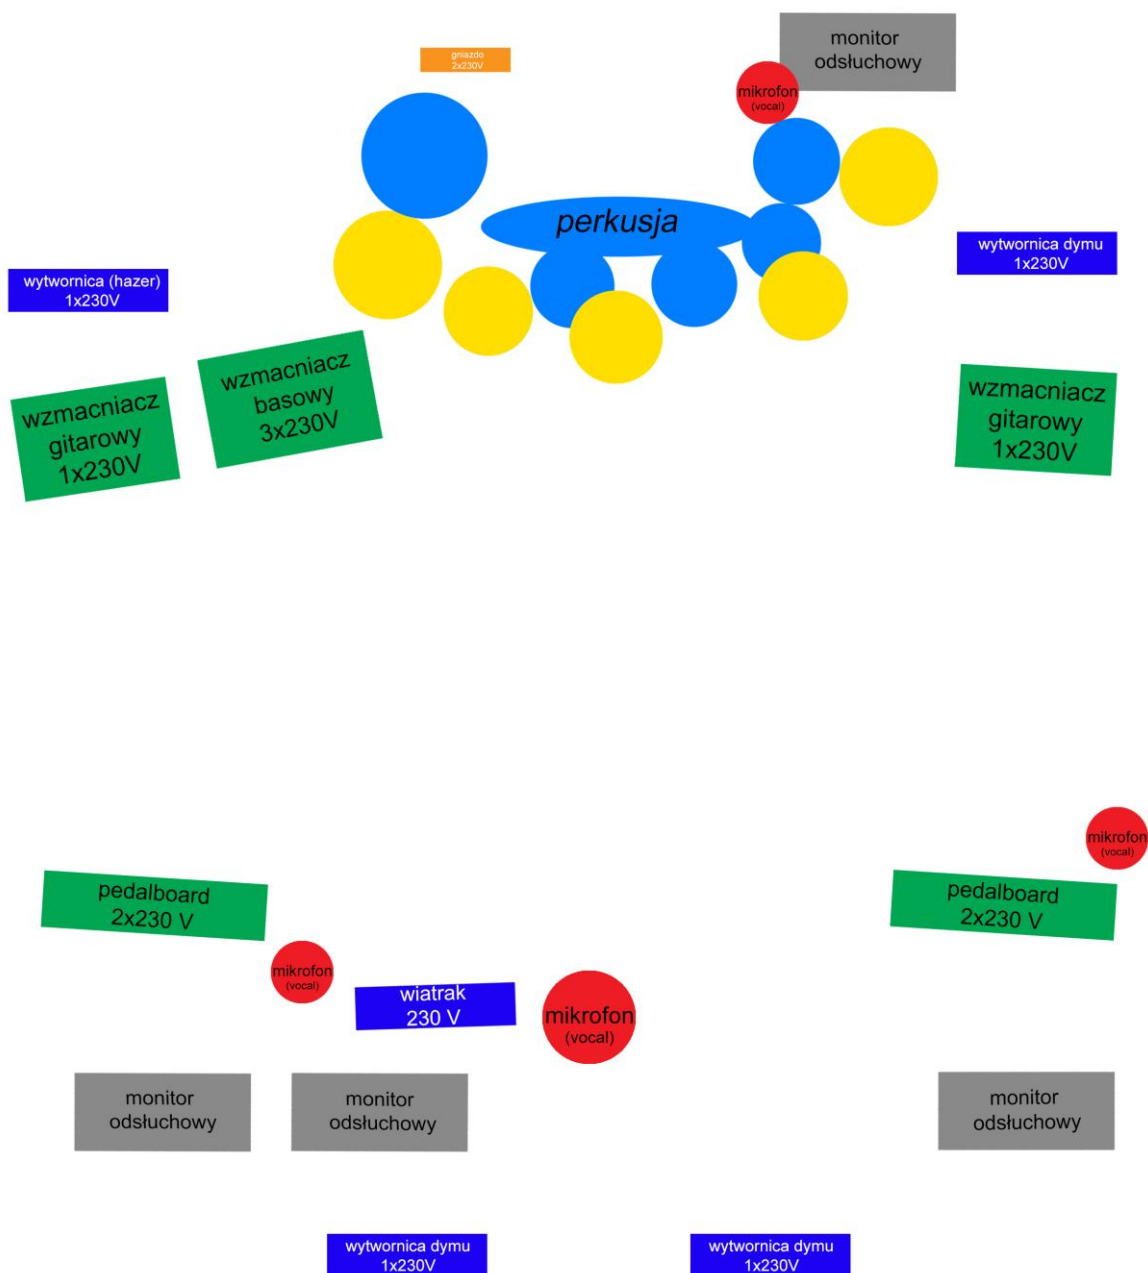 gniazdo
2x230V
monitor
odsłuchowy
mikrofon
(vocal)
perkusja
wytwornica dymu
1x230V
wytwornica (hazer)
1x230V
wzmacniacz
basowy
3x230V
wzmacniacz
gitarowy
1x230V
wzmacniacz
gitarowy
1x230V
mikrofon
(vocal)
pedalboard
2x230 V
pedalboard
2x230 V
mikrofon
(vocal)
wiatrak
230 V
mikrofon
(vocal)
monitor
odsłuchowy
monitor
odsłuchowy
monitor
odsłuchowy
wytwornica dymu
1x230V
wytwornica dymu
1x230V